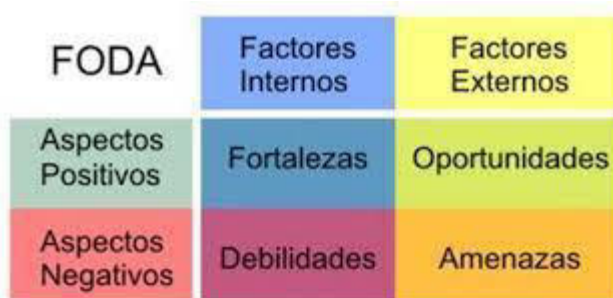 FODA
Factores
Internos
Factores
Externos
Aspectos
Positivos
Fortalezas
Oportunidades
Aspectos
Negativos
Debilidades
Amenazas